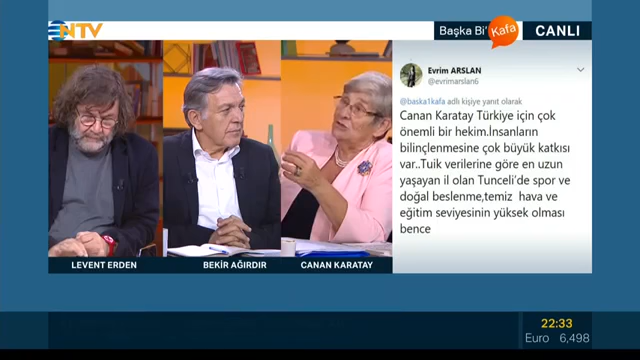 NTV
Başka Bi' Kafa
CANLI
Evrim ARSLAN
@evrimarslan6
@baska1kafa adlı kişiye yanıt olarak
Canan Karatay Türkiye için çok
önemli bir hekim.İnsanların
bilinçlenmesine çok büyük katkısı
var..Tuik verilerine göre en uzun
yaşayan il olan Tunceli'de spor ve
doğal beslenme,temiz hava ve
eğitim seviyesinin yüksek olması
bence
LEVENT ERDEN
BEKİR AĞIRDIR
CANAN KARATAY
22:33
Euro 6,498